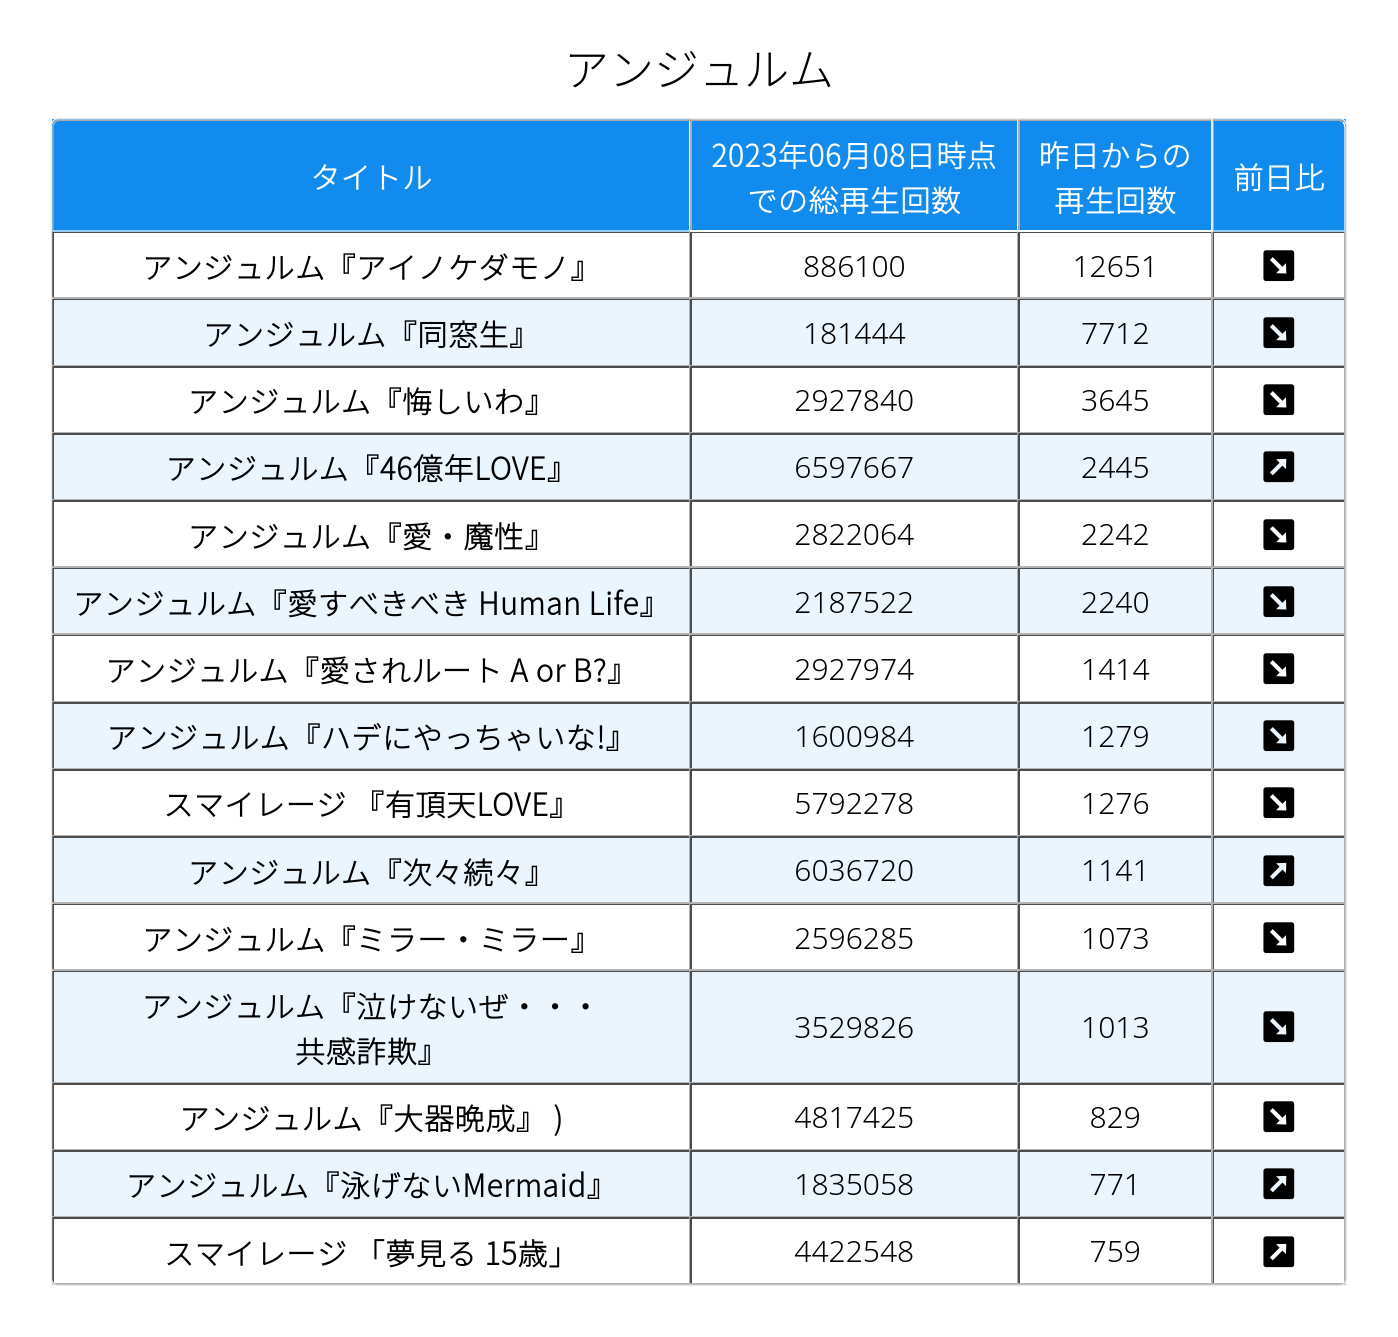 アンジュルム
タイトル
2023年06月08日時点
での総再生回数
昨日からの
再生回数
前日比
アンジュルム『アイノケダモノ』 886100 12651 ↘
アンジュルム『同窓生』 181444 7712 ↘
アンジュルム『悔しいわ』 2927840 3645 ↘
アンジュルム『46億年LOVE』 6597667 2445 ↗
アンジュルム『愛・魔性』 2822064 2242 ↘
アンジュルム『愛すべきべき Human Life』 2187522 2240 ↘
アンジュルム『愛されルート A or B?』 2927974 1414 ↘
アンジュルム『ハデにやっちゃいな!』 1600984 1279 ↘
スマイレージ 『有頂天LOVE』 5792278 1276 ↘
アンジュルム『次々続々』 6036720 1141 ↗
アンジュルム『ミラー・ミラー』 2596285 1073 ↘
アンジュルム『泣けないぜ・・・
共感詐欺』 3529826 1013 ↘
アンジュルム『大器晩成』 ) 4817425 829 ↘
アンジュルム『泳げないMermaid』 1835058 771 ↗
スマイレージ 「夢見る 15歳」 4422548 759 ↗